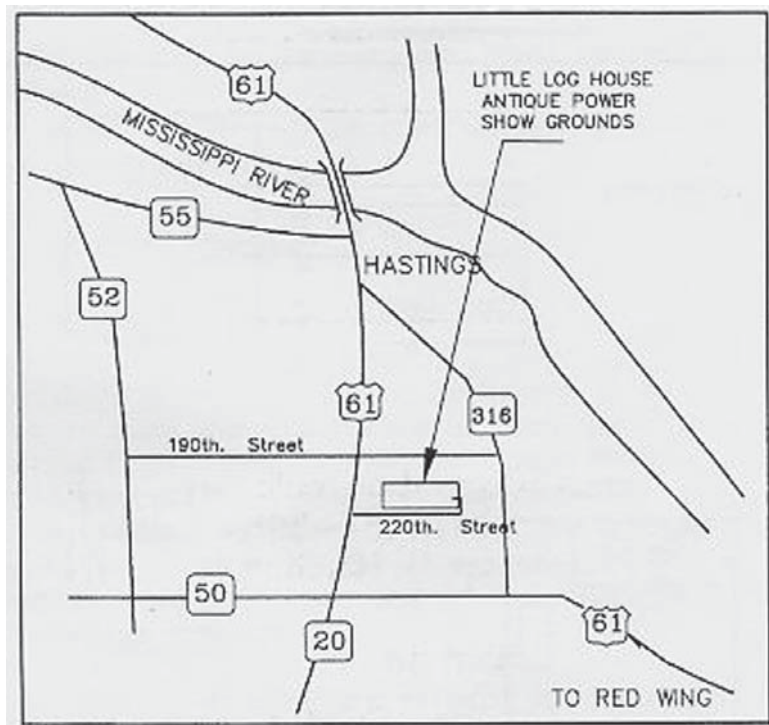 61
LITTLE LOG HOUSE
ANTIQUE POWER
SHOW GROUNDS
MISSISSIPPI RIVER
55
HASTINGS
52
61
316
190th. Street
220th. Street
50
20
61
TO RED WING